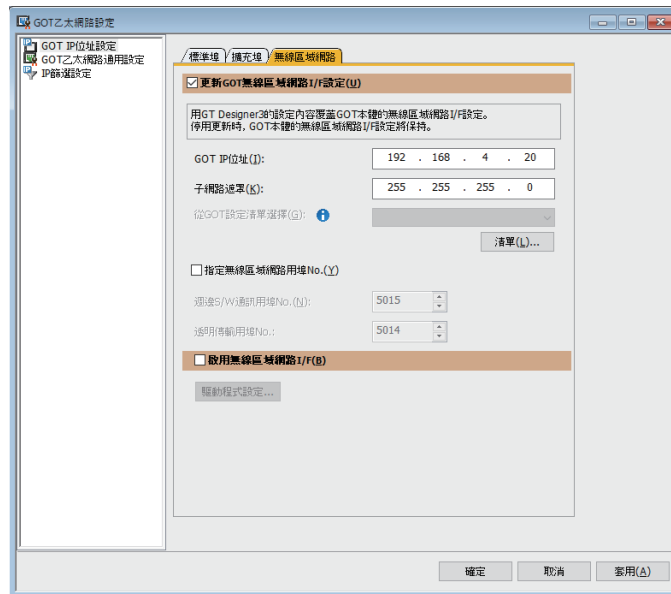 GOT乙太網路設定
GOT IP位址設定
GOT乙太網路通用設定
IP篩選設定
標準埠 擴充埠 無線區域網路
更新GOT無線區域網路I/F設定(U)
用GT Designer3的設定內容覆蓋GOT本體的無線區域網路I/F設定。
停用更新時,GOT本體的無線區域網路I/F設定將保持。
GOT IP位址(I): 192 . 168 . 4 . 20
子網路遮罩(K): 255 . 255 . 255 . 0
從GOT設定清單選擇(G):
清單(L)...
指定無線區域網路用埠No.(Y)
週邊S/W通訊用埠No.(N): 5015
透明傳輸用埠No.: 5014
啟用無線區域網路I/F(B)
驅動程式設定...
確定 取消 套用(A)